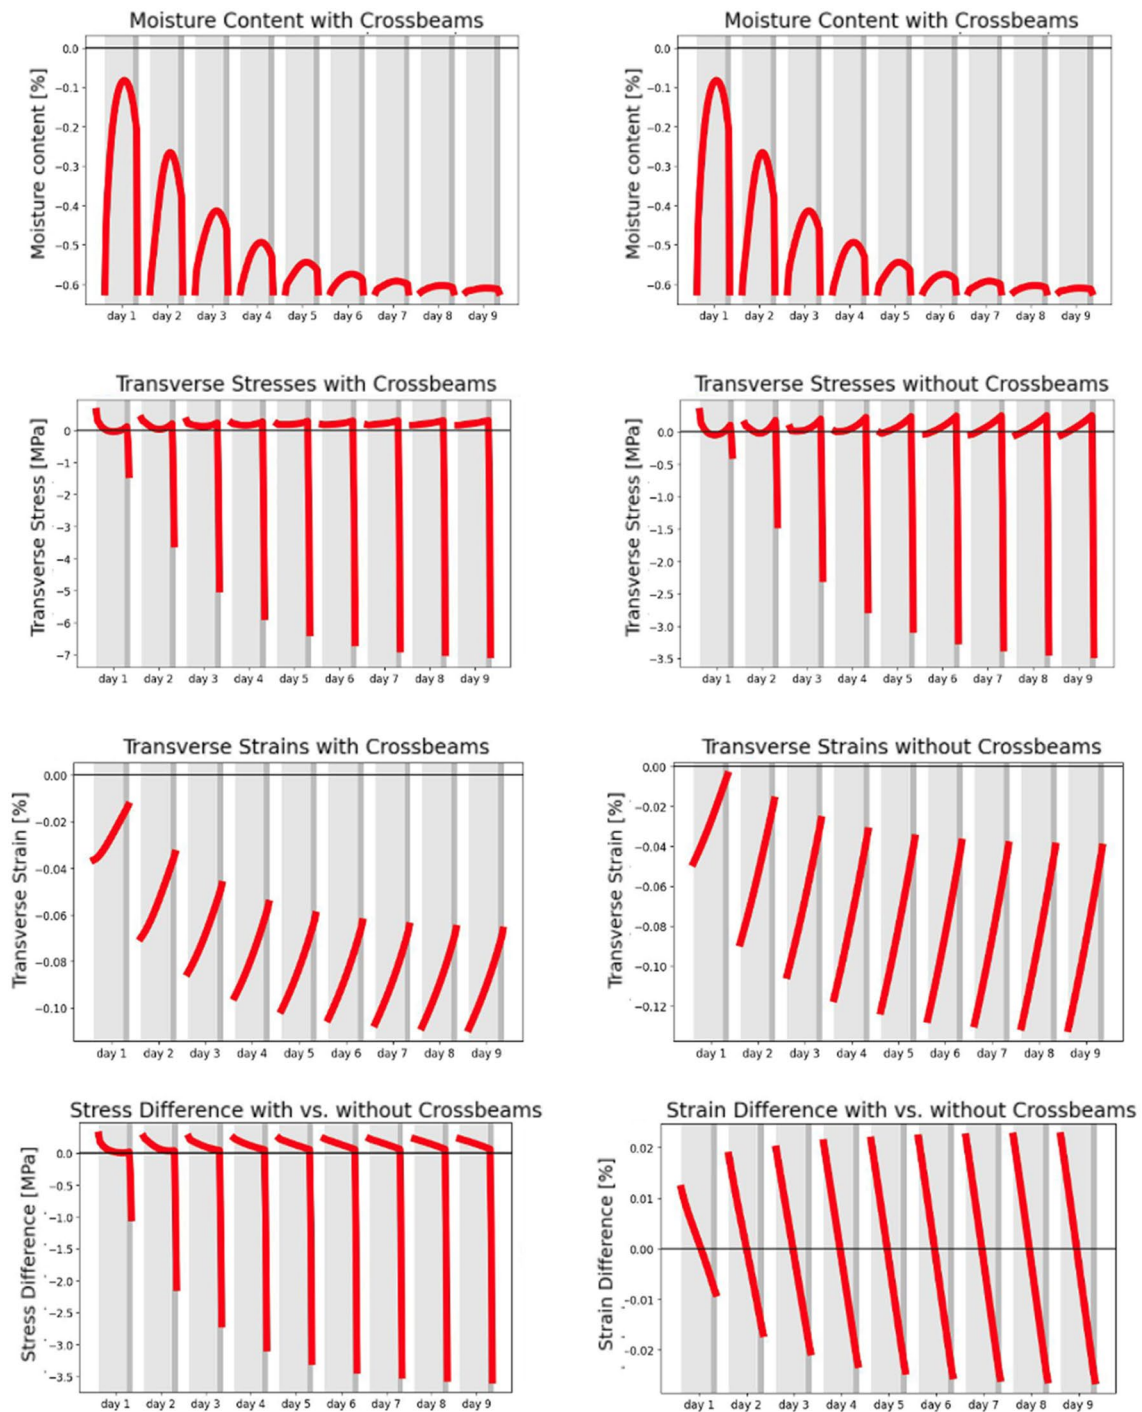 Moisture Content with Crossbeams
Moisture content [%]
0.0
−0.1
−0.2
−0.3
−0.4
−0.5
−0.6
day 1 day 2 day 3 day 4 day 5 day 6 day 7 day 8 day 9
Moisture Content with Crossbeams
Moisture content [%]
0.0
−0.1
−0.2
−0.3
−0.4
−0.5
−0.6
day 1 day 2 day 3 day 4 day 5 day 6 day 7 day 8 day 9
Transverse Stresses with Crossbeams
Transverse Stress [MPa]
0
−1
−2
−3
−4
−5
−6
−7
day 1 day 2 day 3 day 4 day 5 day 6 day 7 day 8 day 9
Transverse Stresses without Crossbeams
Transverse Stress [MPa]
0.0
−0.5
−1.0
−1.5
−2.0
−2.5
−3.0
−3.5
day 1 day 2 day 3 day 4 day 5 day 6 day 7 day 8 day 9
Transverse Strains with Crossbeams
Transverse Strain [%]
0.00
−0.02
−0.04
−0.06
−0.08
−0.10
day 1 day 2 day 3 day 4 day 5 day 6 day 7 day 8 day 9
Transverse Strains without Crossbeams
Transverse Strain [%]
0.00
−0.02
−0.04
−0.06
−0.08
−0.10
−0.12
day 1 day 2 day 3 day 4 day 5 day 6 day 7 day 8 day 9
Stress Difference with vs. without Crossbeams
Stress Difference [MPa]
0.0
−0.5
−1.0
−1.5
−2.0
−2.5
−3.0
−3.5
day 1 day 2 day 3 day 4 day 5 day 6 day 7 day 8 day 9
Strain Difference with vs. without Crossbeams
Strain Difference [%]
0.02
0.01
0.00
−0.01
−0.02
day 1 day 2 day 3 day 4 day 5 day 6 day 7 day 8 day 9